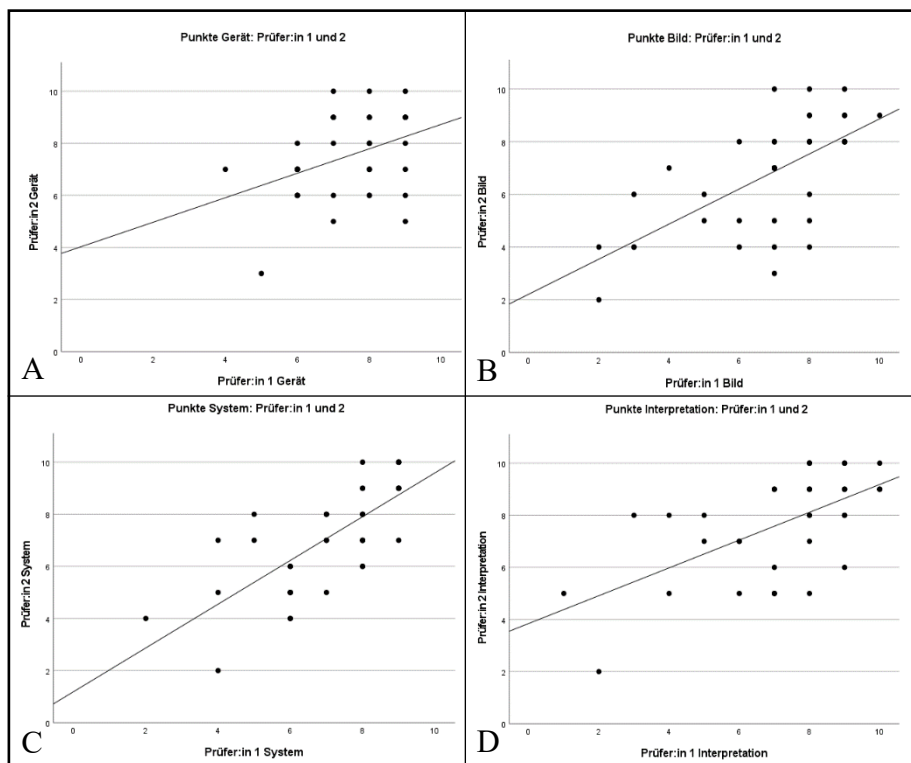 Punkte Gerät: Prüfer:in 1 und 2
10
8
6
4
2
0
Prüfer:in 2 Gerät
0 2 4 6 8 10
Prüfer:in 1 Gerät
A
Punkte Bild: Prüfer:in 1 und 2
10
8
6
4
2
0
Prüfer:in 2 Bild
0 2 4 6 8 10
Prüfer:in 1 Bild
B
Punkte System: Prüfer:in 1 und 2
10
8
6
4
2
0
Prüfer:in 2 System
0 2 4 6 8 10
Prüfer:in 1 System
C
Punkte Interpretation: Prüfer:in 1 und 2
10
8
6
4
2
0
Prüfer:in 2 Interpretation
0 2 4 6 8 10
Prüfer:in 1 Interpretation
D